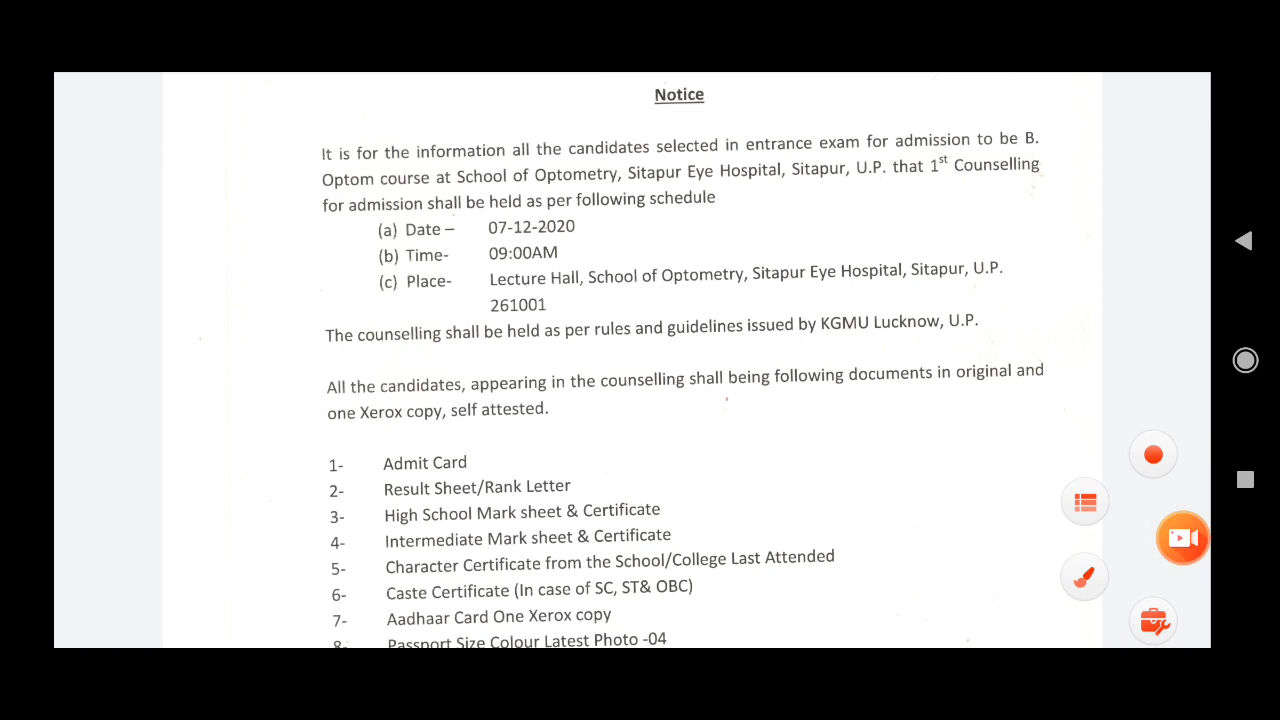 Notice
It is for the information all the candidates selected in entrance exam for admission to be B.
Optom course at School of Optometry, Sitapur Eye Hospital, Sitapur, U.P. that 1st Counselling
for admission shall be held as per following schedule
(a) Date – 07-12-2020
(b) Time- 09:00AM
(c) Place- Lecture Hall, School of Optometry, Sitapur Eye Hospital, Sitapur, U.P.
261001
The counselling shall be held as per rules and guidelines issued by KGMU Lucknow, U.P.
All the candidates, appearing in the counselling shall being following documents in original and
one Xerox copy, self attested.
1- Admit Card
2- Result Sheet/Rank Letter
3- High School Mark sheet & Certificate
4- Intermediate Mark sheet & Certificate
5- Character Certificate from the School/College Last Attended
6- Caste Certificate (In case of SC, ST& OBC)
7- Aadhaar Card One Xerox copy
8- Passport Size Colour Latest Photo -04